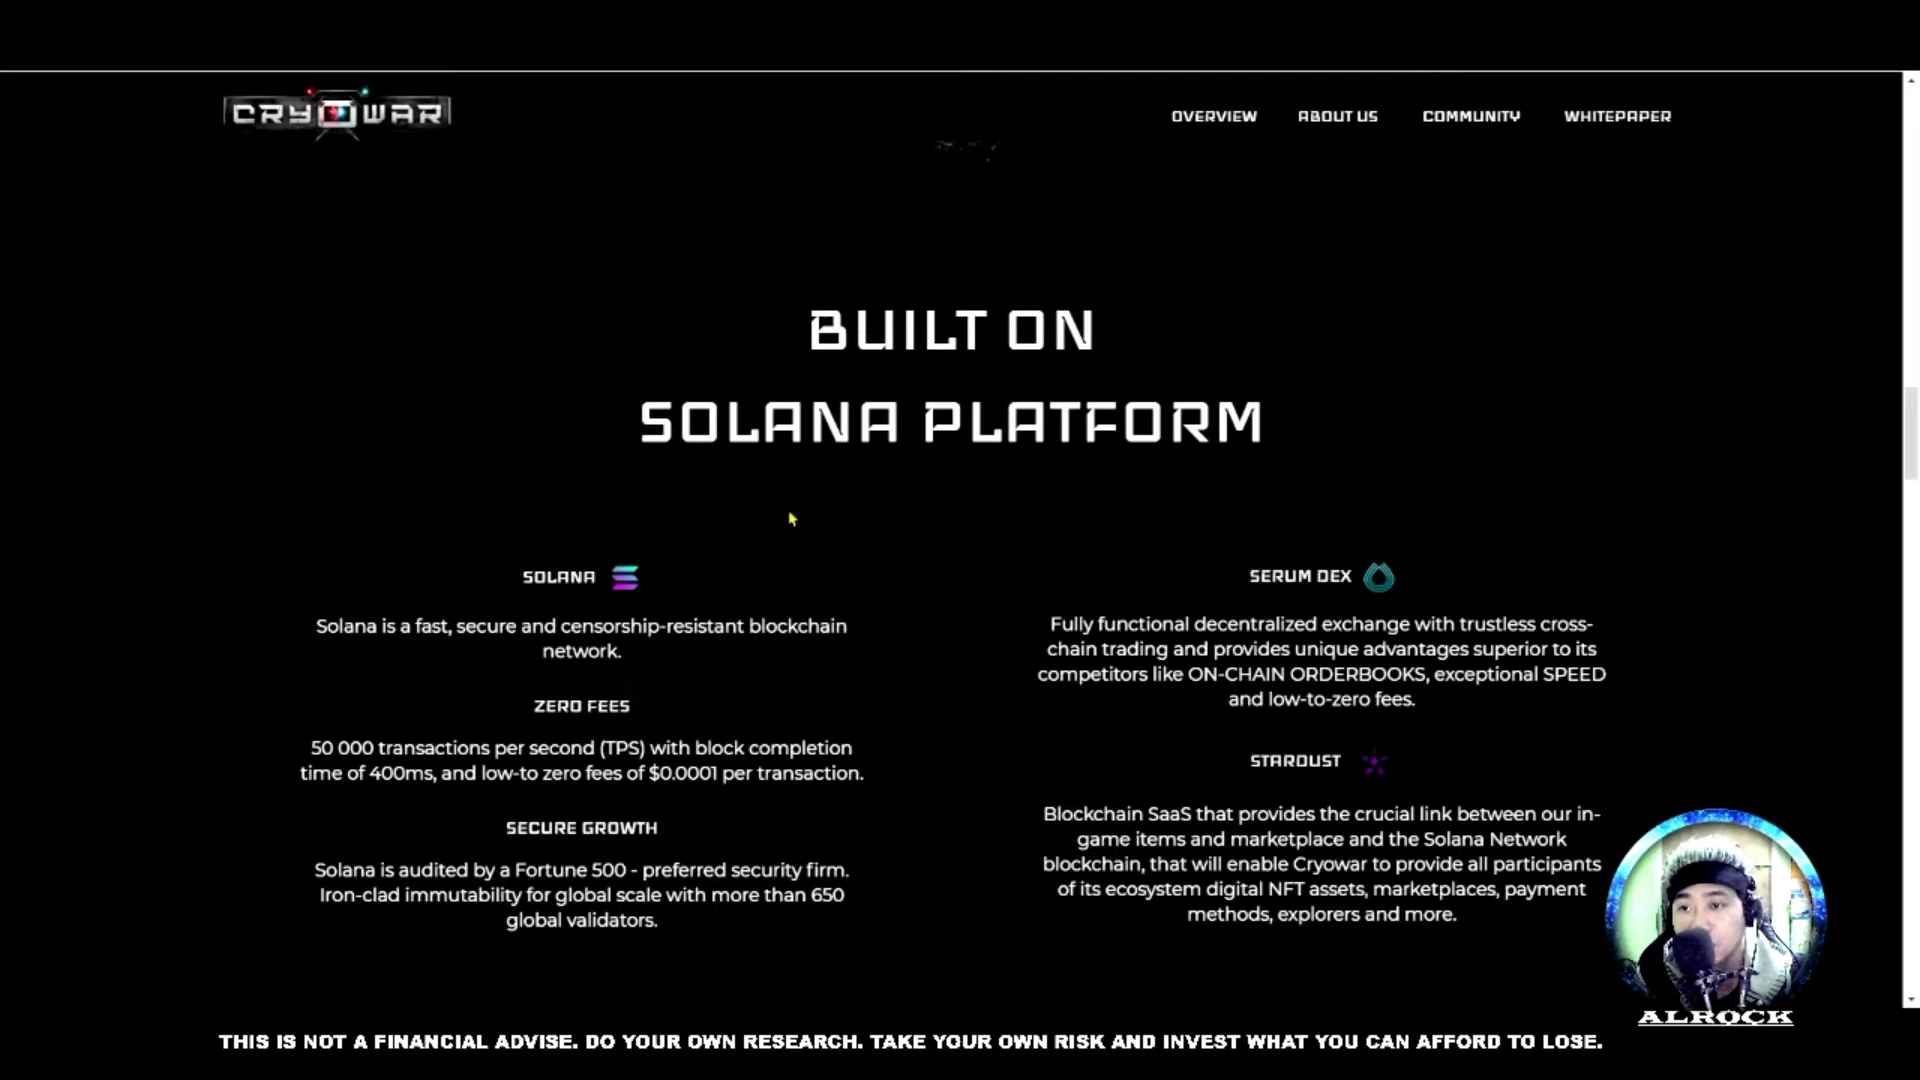 CRYOWAR
OVERVIEW
ABOUT US
COMMUNITY
WHITEPAPER
BUILT ON
SOLANA PLATFORM
SOLANA
Solana is a fast, secure and censorship-resistant blockchain
network.
ZERO FEES
50 000 transactions per second (TPS) with block completion
time of 400ms, and low-to zero fees of $0.0001 per transaction.
SECURE GROWTH
Solana is audited by a Fortune 500 - preferred security firm.
Iron-clad immutability for global scale with more than 650
global validators.
SERUM DEX
Fully functional decentralized exchange with trustless cross-
chain trading and provides unique advantages superior to its
competitors like ON-CHAIN ORDERBOOKS, exceptional SPEED
and low-to-zero fees.
STARDUST
Blockchain SaaS that provides the crucial link between our in-
game items and marketplace and the Solana Network
blockchain, that will enable Cryowar to provide all participants
of its ecosystem digital NFT assets, marketplaces, payment
methods, explorers and more.
ALROCK
THIS IS NOT A FINANCIAL ADVISE. DO YOUR OWN RESEARCH. TAKE YOUR OWN RISK AND INVEST WHAT YOU CAN AFFORD TO LOSE.